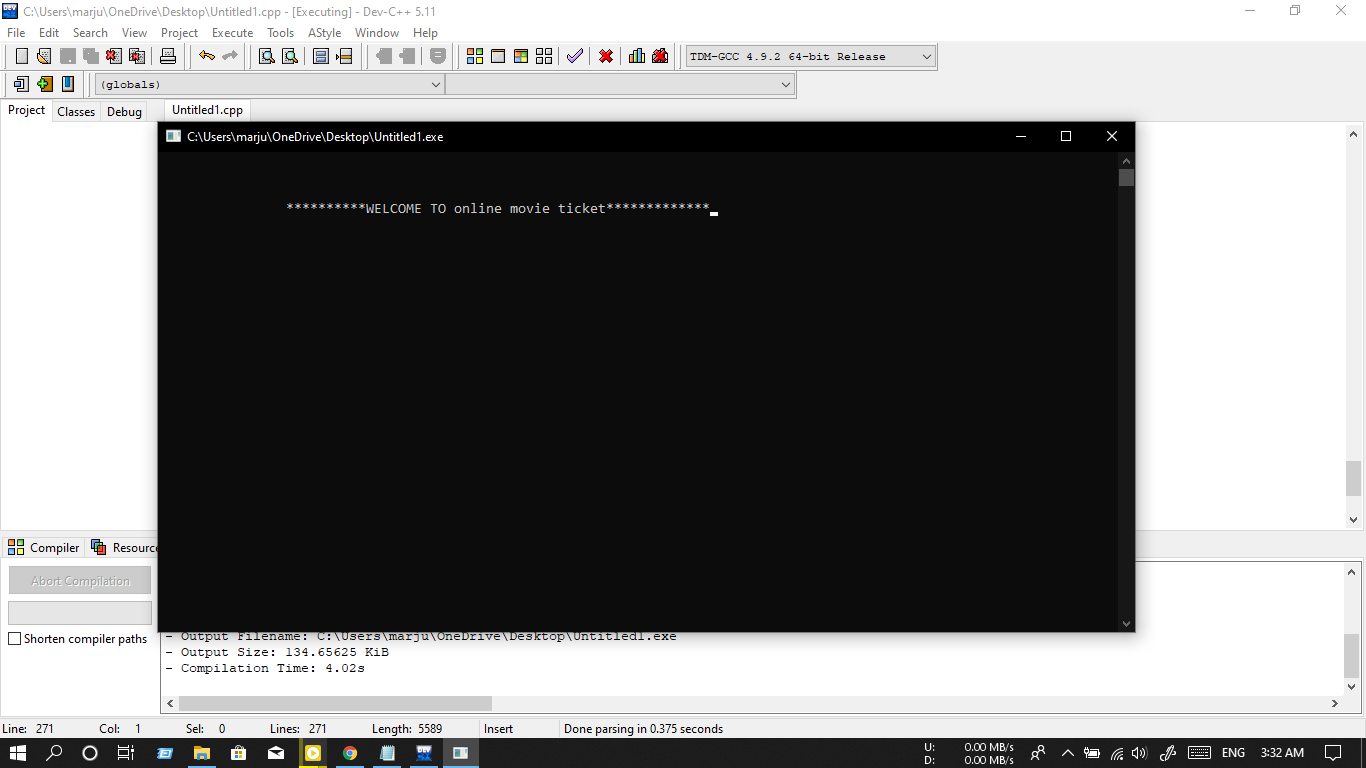 C:\Users\marju\OneDrive\Desktop\Untitled1.cpp - [Executing] - Dev-C++ 5.11
File Edit Search View Project Execute Tools AStyle Window Help
TDM-GCC 4.9.2 64-bit Release
(globals)
Project Classes Debug Untitled1.cpp
C:\Users\marju\OneDrive\Desktop\Untitled1.exe
**********WELCOME TO online movie ticket*************
Compiler Resource
Abort Compilation
Shorten compiler paths
- Output Filename: C:\Users\marju\OneDrive\Desktop\Untitled1.exe
- Output Size: 134.65625 KiB
- Compilation Time: 4.02s
Line: 271 Col: 1 Sel: 0 Lines: 271 Length: 5589 Insert Done parsing in 0.375 seconds
U: 0.00 MB/s
D: 0.00 MB/s
ENG 3:32 AM